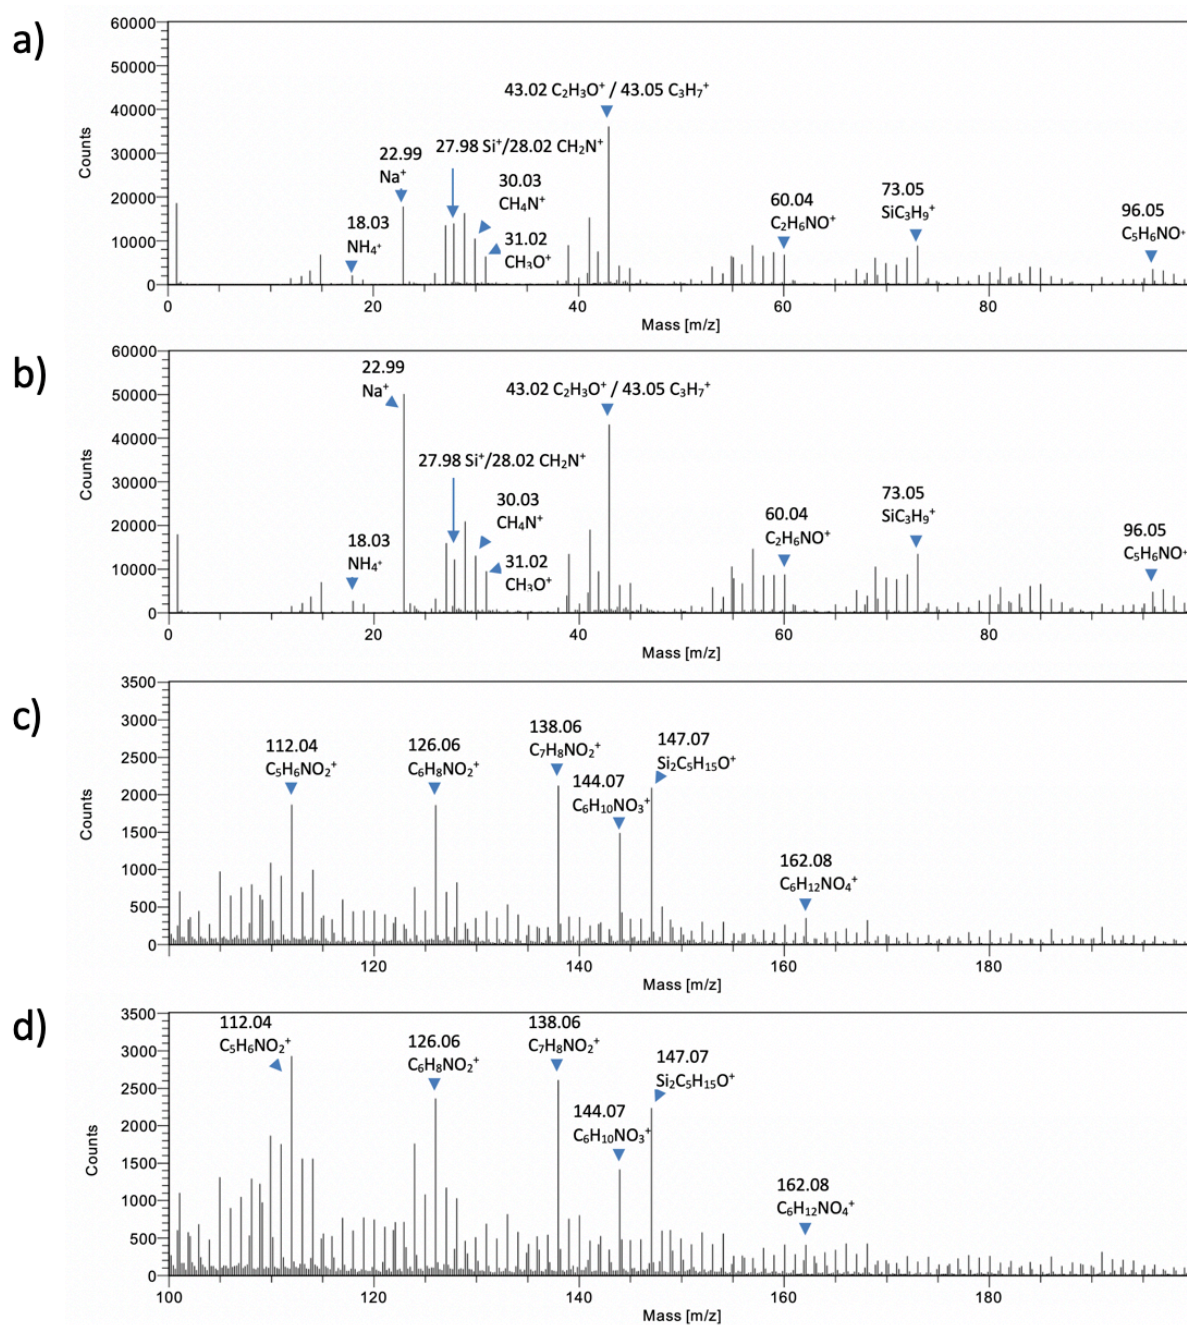 a)
60000
50000
40000
30000
20000
10000
0
Counts
18.03
NH₄⁺
22.99
Na⁺
27.98 Si⁺/28.02 CH₂N⁺
30.03
CH₄N⁺
31.02
CH₃O⁺
43.02 C₂H₃O⁺ / 43.05 C₃H₇⁺
60.04
C₂H₆NO⁺
73.05
SiC₃H₉⁺
96.05
C₅H₆NO⁺
0
20
40
60
80
Mass [m/z]
b)
60000
50000
40000
30000
20000
10000
0
Counts
22.99
Na⁺
18.03
NH₄⁺
27.98 Si⁺/28.02 CH₂N⁺
30.03
CH₄N⁺
31.02
CH₃O⁺
43.02 C₂H₃O⁺ / 43.05 C₃H₇⁺
60.04
C₂H₆NO⁺
73.05
SiC₃H₉⁺
96.05
C₅H₆NO⁺
0
20
40
60
80
Mass [m/z]
c)
3500
3000
2500
2000
1500
1000
500
0
Counts
112.04
C₅H₆NO₂⁺
126.06
C₆H₈NO₂⁺
138.06
C₇H₈NO₂⁺
144.07
C₆H₁₀NO₃⁺
147.07
Si₂C₅H₁₅O⁺
162.08
C₆H₁₂NO₄⁺
100
120
140
160
180
Mass [m/z]
d)
3500
3000
2500
2000
1500
1000
500
0
Counts
112.04
C₅H₆NO₂⁺
126.06
C₆H₈NO₂⁺
138.06
C₇H₈NO₂⁺
144.07
C₆H₁₀NO₃⁺
147.07
Si₂C₅H₁₅O⁺
162.08
C₆H₁₂NO₄⁺
100
120
140
160
180
Mass [m/z]